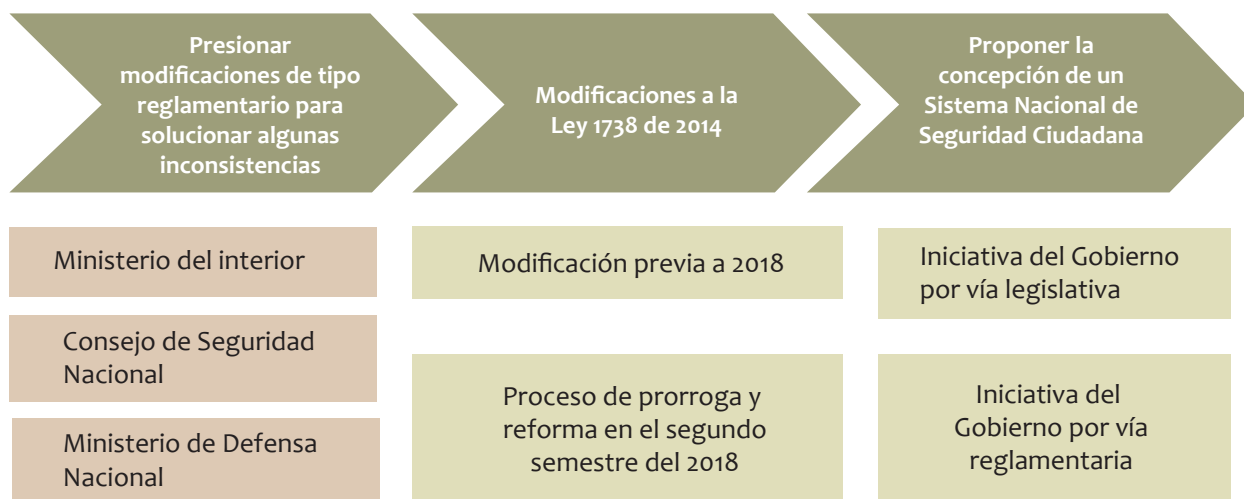 Presionar
modificaciones de tipo
reglamentario para
solucionar algunas
inconsistencias
Modificaciones a la
Ley 1738 de 2014
Proponer la
concepción de un
Sistema Nacional de
Seguridad Ciudadana
Ministerio del interior
Consejo de Seguridad
Nacional
Ministerio de Defensa
Nacional
Modificación previa a 2018
Proceso de prorroga y
reforma en el segundo
semestre del 2018
Iniciativa del Gobierno
por vía legislativa
Iniciativa del
Gobierno por vía
reglamentaria